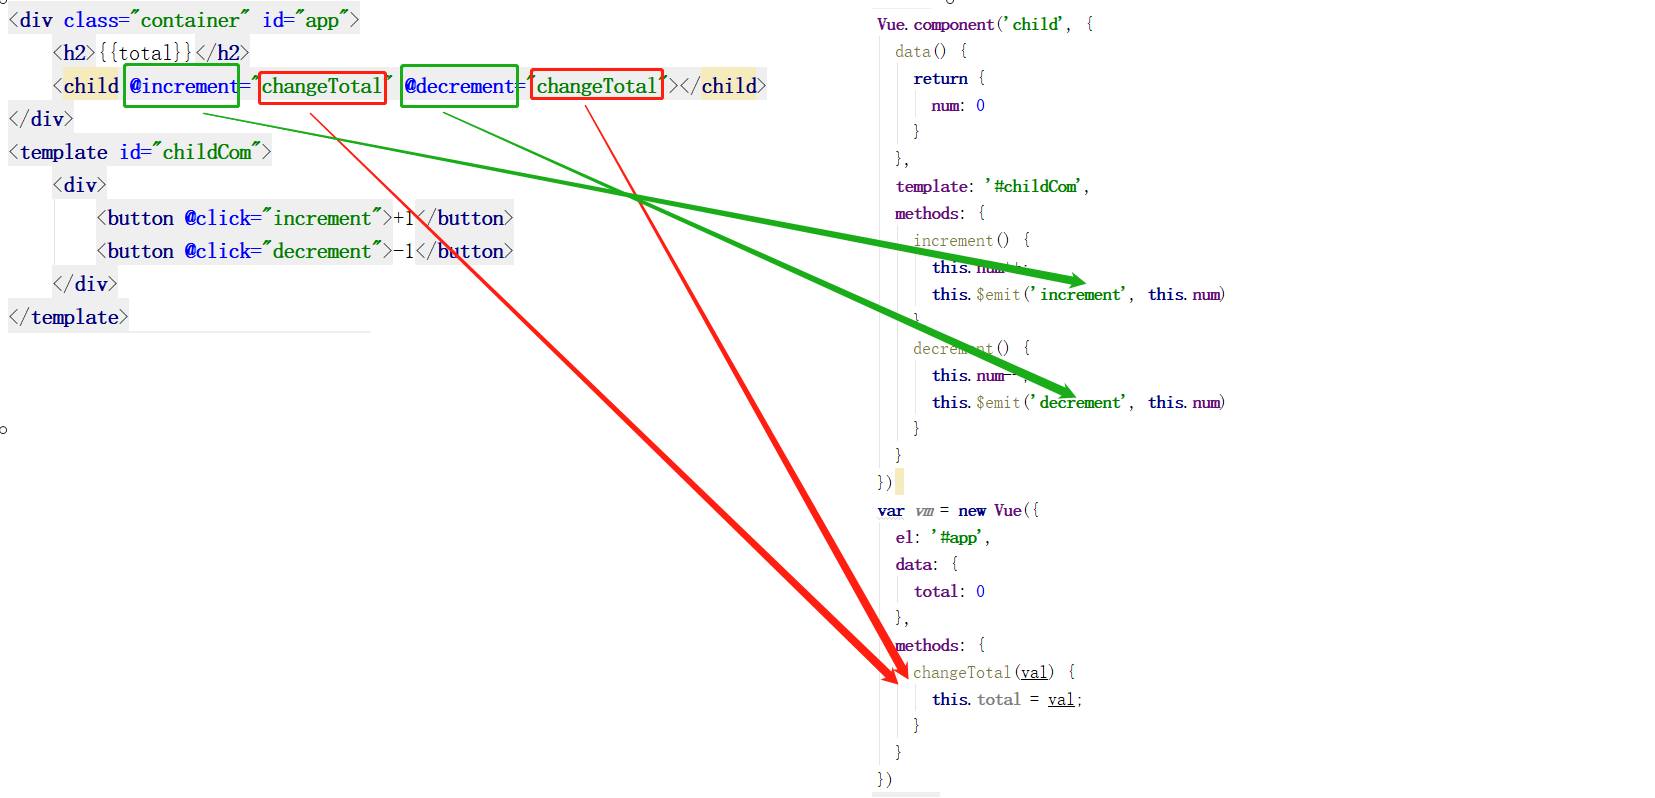 <div class="container" id="app">
<h2>{{total}}</h2>
<child @increment="changeTotal" @decrement="changeTotal"></child>
</div>
<template id="childCom">
<div>
<button @click="increment">+1</button>
<button @click="decrement">-1</button>
</div>
</template>
Vue.component('child', {
data() {
return {
num: 0
}
},
template: '#childCom',
methods: {
increment() {
this.num++;
this.$emit('increment', this.num)
}
decrement() {
this.num--;
this.$emit('decrement', this.num)
}
}
})
var vm = new Vue({
el: '#app',
data: {
total: 0
},
methods: {
changeTotal(val) {
this.total = val;
}
}
})